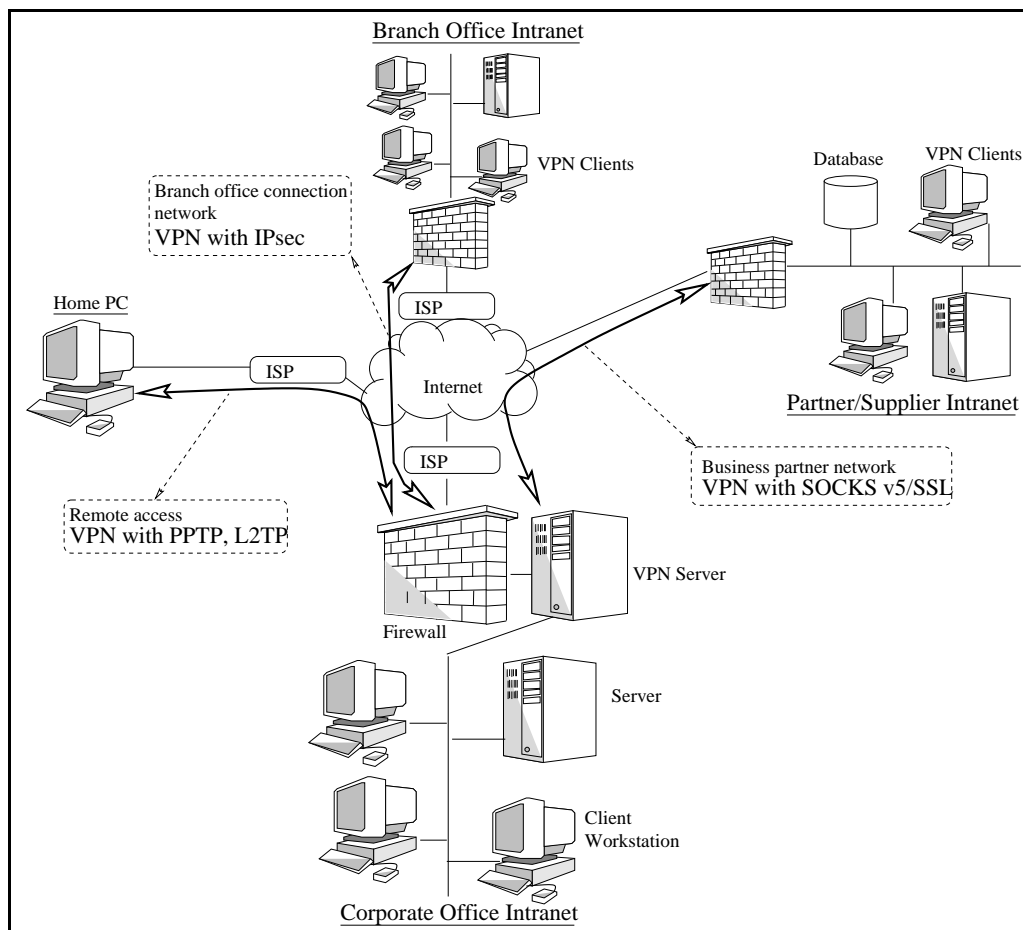 Branch Office Intranet
VPN Clients
Database
VPN Clients
Branch office connection
network
VPN with IPsec
Home PC
ISP
ISP
Internet
Partner/Supplier Intranet
ISP
Business partner network
VPN with SOCKS v5/SSL
Remote access
VPN with PPTP, L2TP
VPN Server
Firewall
Server
Client
Workstation
Corporate Office Intranet